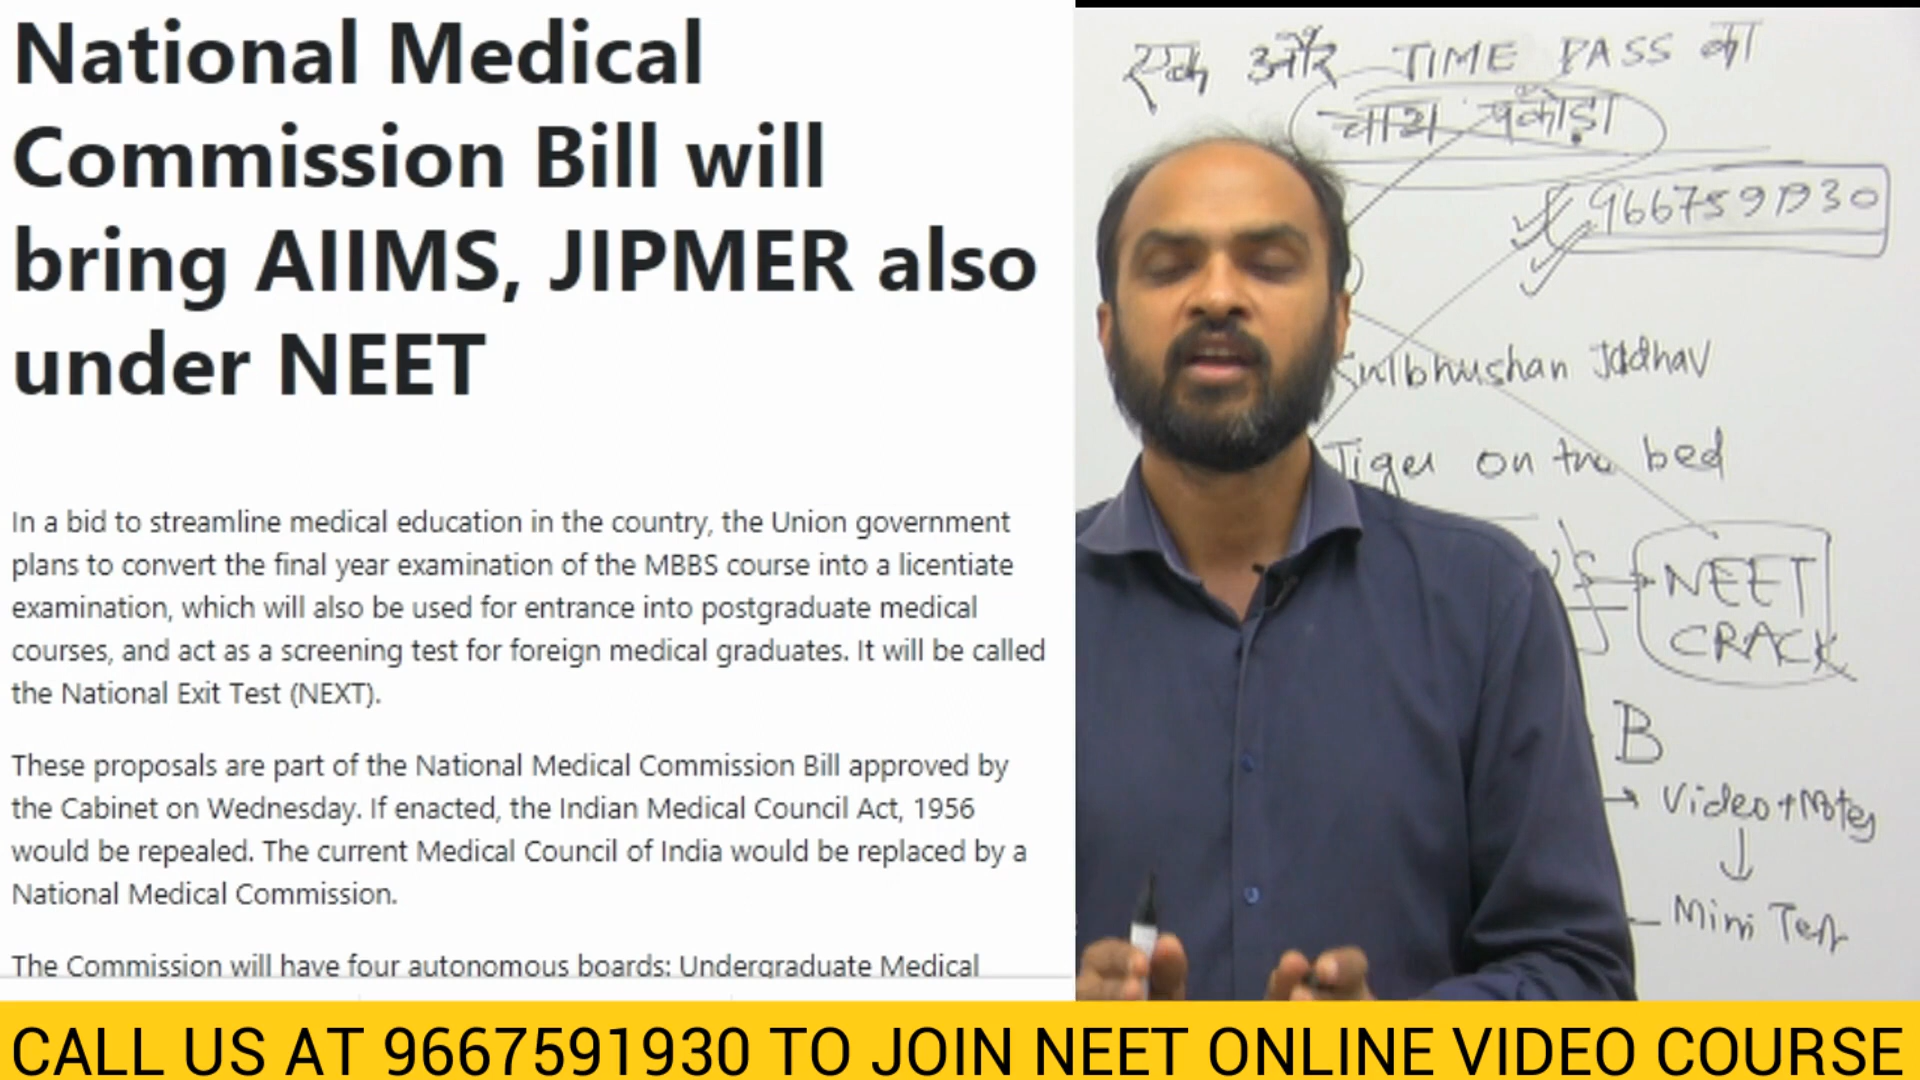 National Medical
Commission Bill will
bring AIIMS, JIPMER also
under NEET
In a bid to streamline medical education in the country, the Union government
plans to convert the final year examination of the MBBS course into a licentiate
examination, which will also be used for entrance into postgraduate medical
courses, and act as a screening test for foreign medical graduates. It will be called
the National Exit Test (NEXT).
These proposals are part of the National Medical Commission Bill approved by
the Cabinet on Wednesday. If enacted, the Indian Medical Council Act, 1956
would be repealed. The current Medical Council of India would be replaced by a
National Medical Commission.
The Commission will have four autonomous boards: Undergraduate Medical
एक और TIME PASS का
चाय पकोड़ा
9667591930
Kulbhushan Jadhav
Tiger on the bed
NEET
CRACK
B
Video + Notes
Mini Test
CALL US AT 9667591930 TO JOIN NEET ONLINE VIDEO COURSE